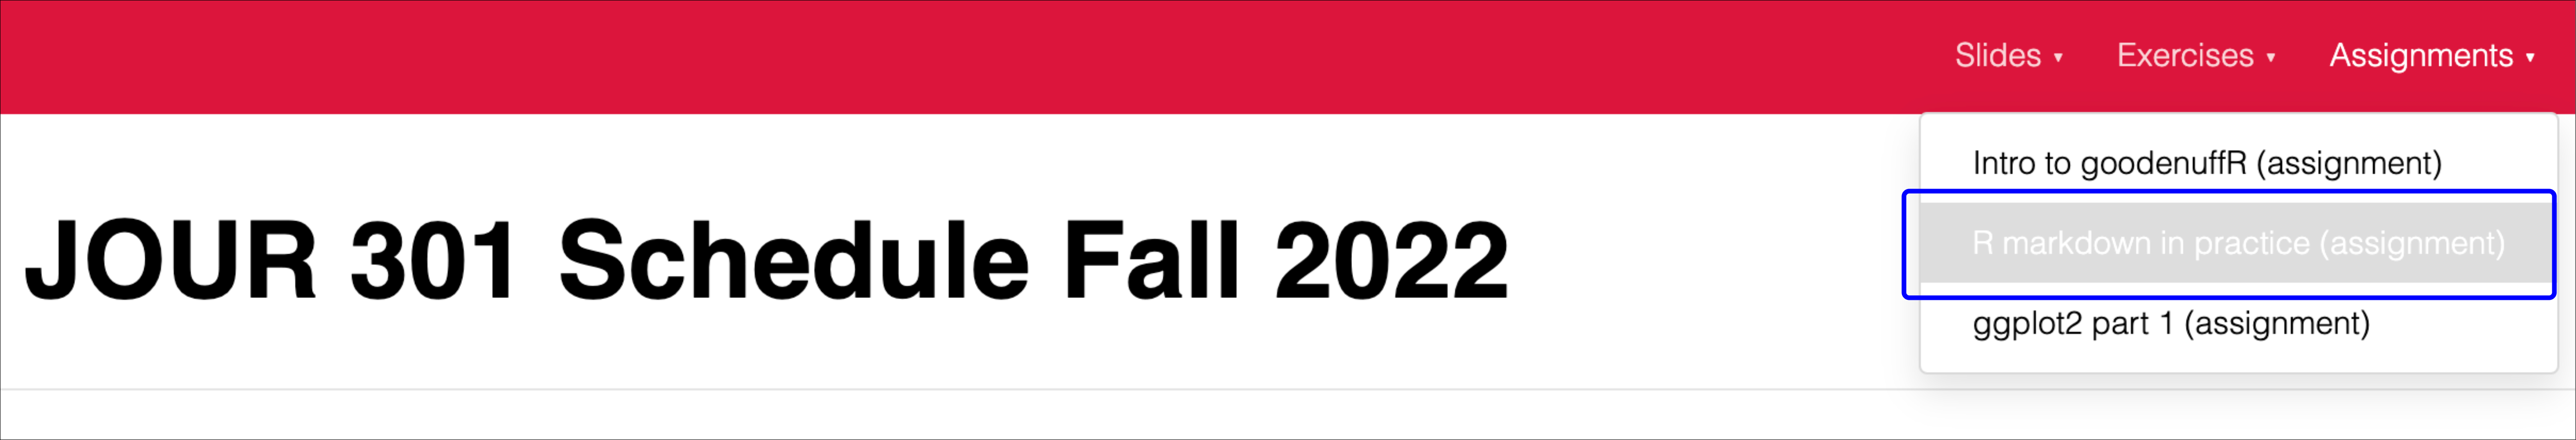 Slides ▾ Exercises ▾ Assignments ▾
Intro to goodenuffR (assignment)
JOUR 301 Schedule Fall 2022
R markdown in practice (assignment)
ggplot2 part 1 (assignment)